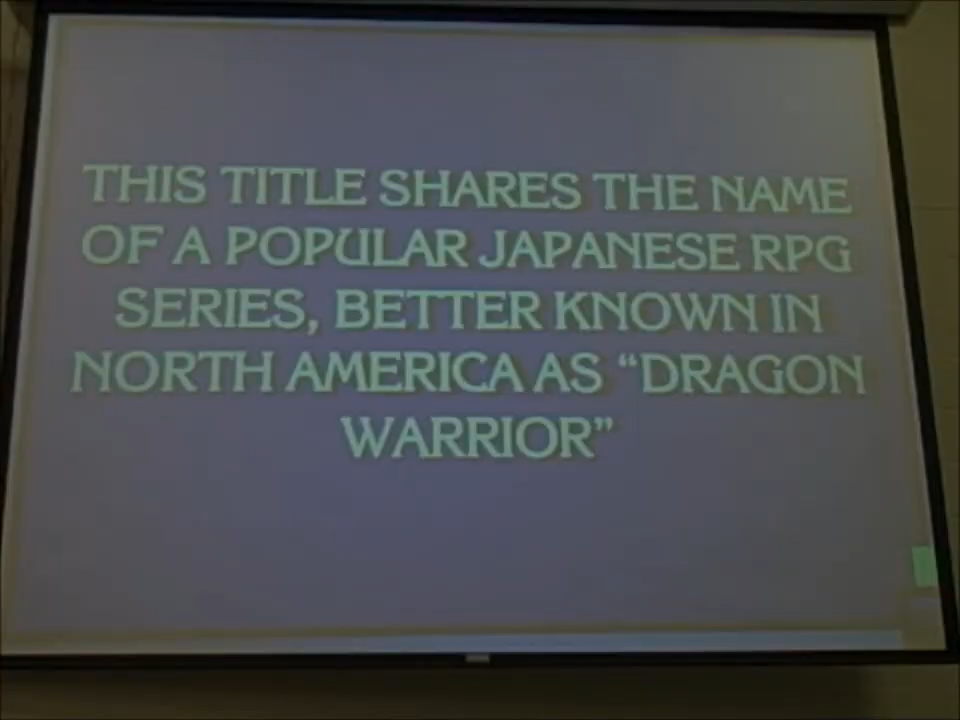 THIS TITLE SHARES THE NAME
OF A POPULAR JAPANESE RPG
SERIES, BETTER KNOWN IN
NORTH AMERICA AS “DRAGON
WARRIOR”